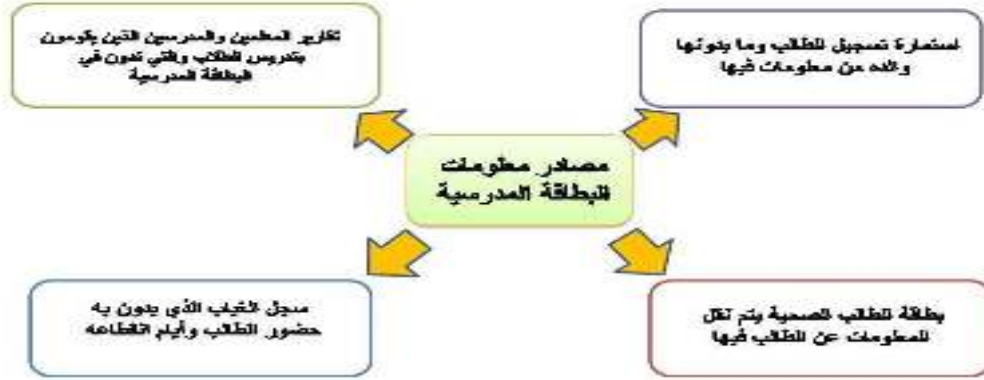 استمارة تسجيل الطالب وما يدونها
والده من معلومات فيها
تقارير المعلمين والمدرسين الذين يقومون
بتدريس الطالب والتي تدون في
البطاقة المدرسية
مصادر معلومات
البطاقة المدرسية
بطاقة الطالب الصحية يتم نقل
المعلومات عن الطالب فيها
سجل الغياب الذي يدون به
حضور الطالب وأيام انقطاعه